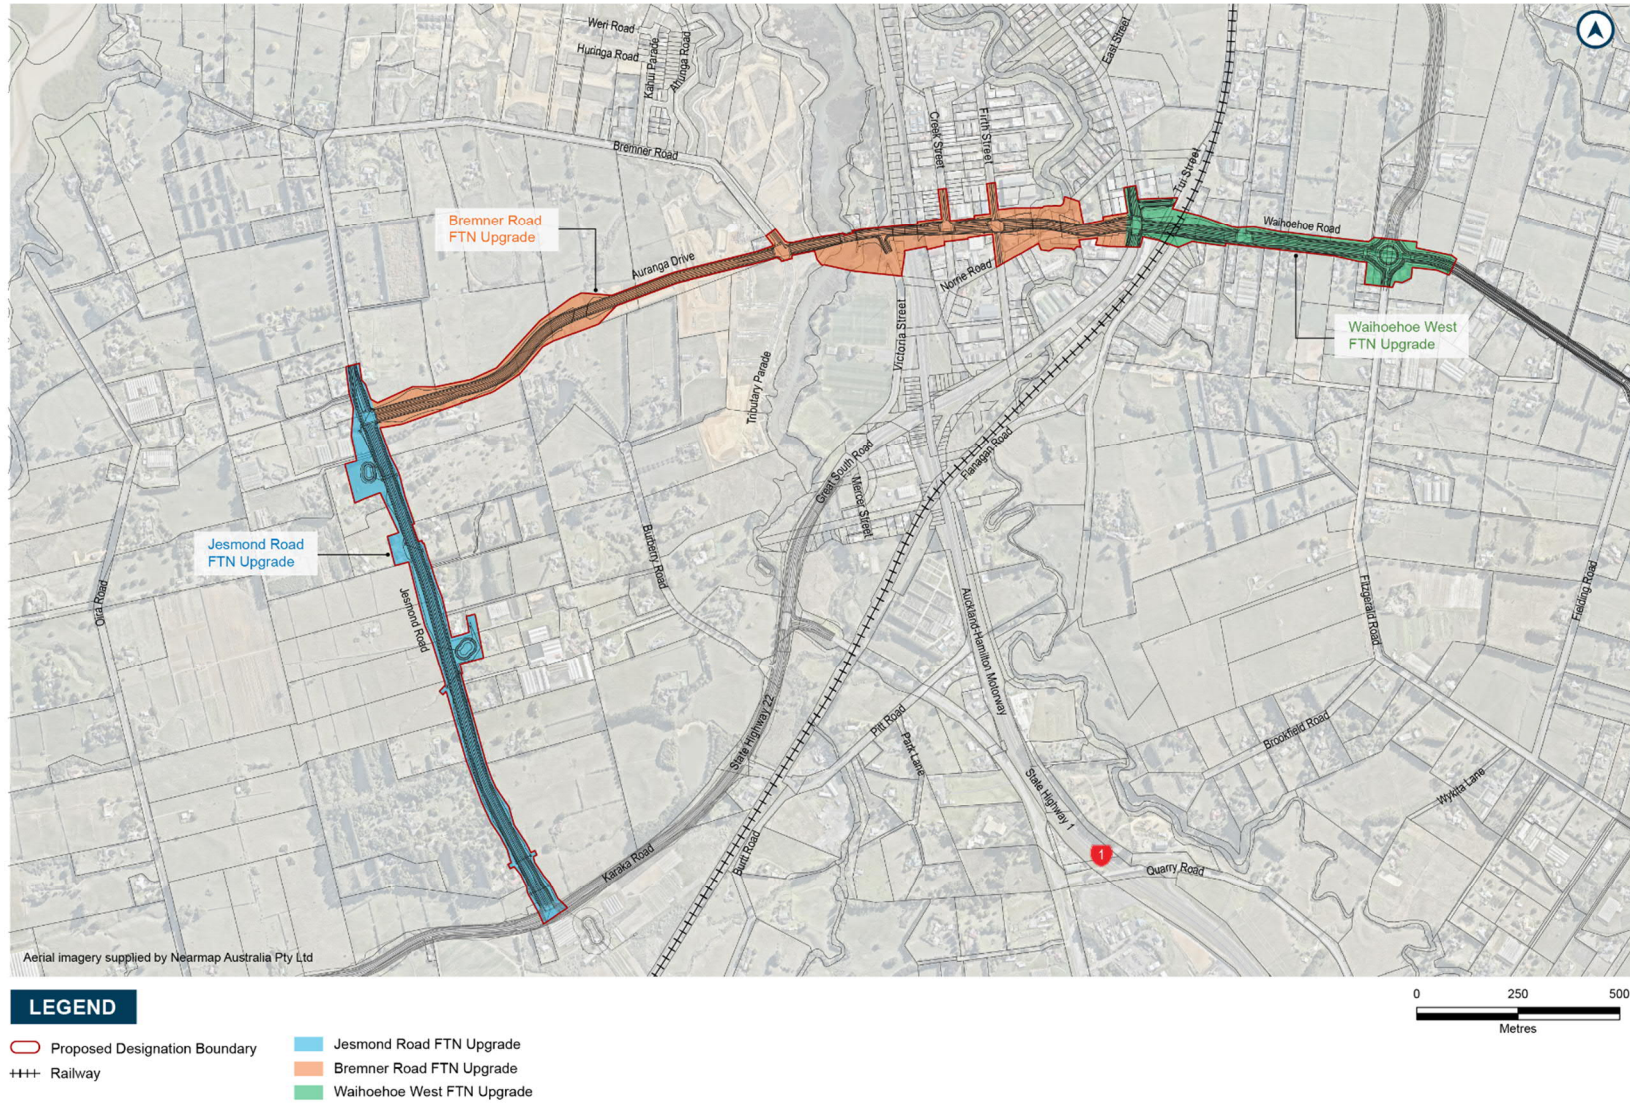 Weri Road
Huringa Road
Kahui Parade
Ahunga Road
East Street
Bremner Road
Creek Street
Firth Street
Tui Street
Bremner Road
FTN Upgrade
Waihoehoe Road
Auranga Drive
Norrie Road
Victoria Street
Waihoehoe West
FTN Upgrade
Tributary Parade
Great South Road
Flanagan Road
Mercer Street
Jesmond Road
FTN Upgrade
Burberry Road
Oira Road
Jesmond Road
Auckland-Hamilton Motorway
Fitzgerald Road
Fielding Road
State Highway 22
Pitt Road
Park Lane
Brookfield Road
State Highway 1
Wykita Lane
Karaka Road
Burtt Road
1
Quarry Road
Aerial imagery supplied by Nearmap Australia Pty Ltd
LEGEND
Proposed Designation Boundary
Railway
Jesmond Road FTN Upgrade
Bremner Road FTN Upgrade
Waihoehoe West FTN Upgrade
0 250 500
Metres